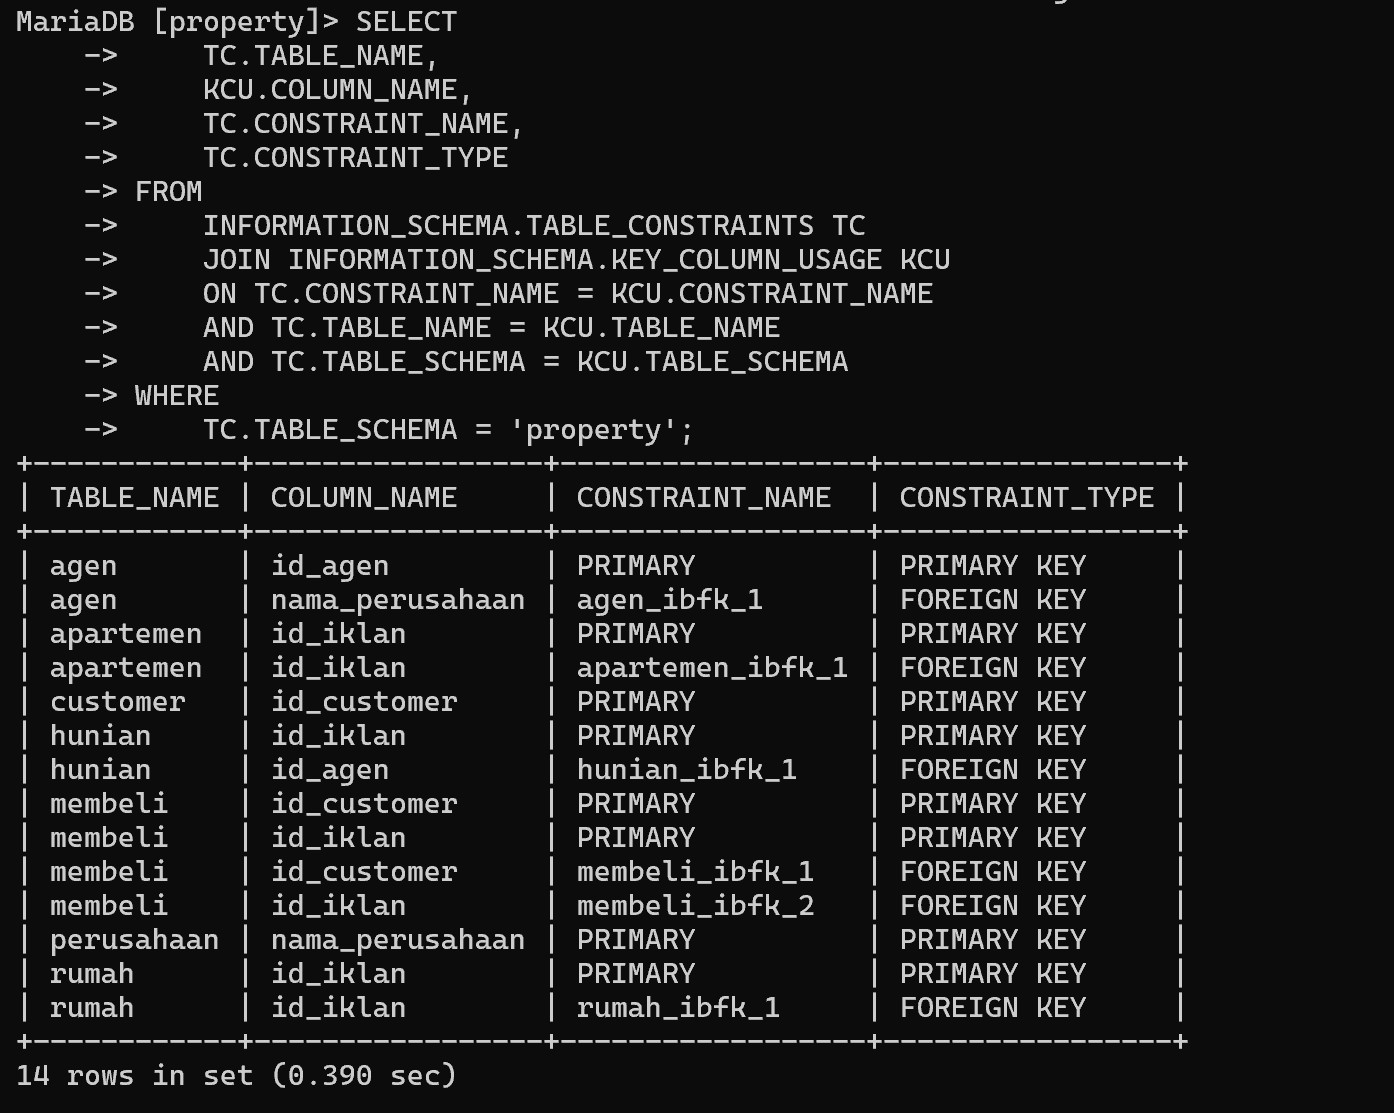 MariaDB [property]> SELECT
    ->     TC.TABLE_NAME,
    ->     KCU.COLUMN_NAME,
    ->     TC.CONSTRAINT_NAME,
    ->     TC.CONSTRAINT_TYPE
    -> FROM
    ->     INFORMATION_SCHEMA.TABLE_CONSTRAINTS TC
    ->     JOIN INFORMATION_SCHEMA.KEY_COLUMN_USAGE KCU
    ->     ON TC.CONSTRAINT_NAME = KCU.CONSTRAINT_NAME
    ->     AND TC.TABLE_NAME = KCU.TABLE_NAME
    ->     AND TC.TABLE_SCHEMA = KCU.TABLE_SCHEMA
    -> WHERE
    ->     TC.TABLE_SCHEMA = 'property';
+------------+-----------------+------------------+-----------------+
| TABLE_NAME | COLUMN_NAME     | CONSTRAINT_NAME  | CONSTRAINT_TYPE |
+------------+-----------------+------------------+-----------------+
| agen       | id_agen         | PRIMARY          | PRIMARY KEY     |
| agen       | nama_perusahaan | agen_ibfk_1      | FOREIGN KEY     |
| apartemen  | id_iklan        | PRIMARY          | PRIMARY KEY     |
| apartemen  | id_iklan        | apartemen_ibfk_1 | FOREIGN KEY     |
| customer   | id_customer     | PRIMARY          | PRIMARY KEY     |
| hunian     | id_iklan        | PRIMARY          | PRIMARY KEY     |
| hunian     | id_agen         | hunian_ibfk_1    | FOREIGN KEY     |
| membeli    | id_customer     | PRIMARY          | PRIMARY KEY     |
| membeli    | id_iklan        | PRIMARY          | PRIMARY KEY     |
| membeli    | id_customer     | membeli_ibfk_1   | FOREIGN KEY     |
| membeli    | id_iklan        | membeli_ibfk_2   | FOREIGN KEY     |
| perusahaan | nama_perusahaan | PRIMARY          | PRIMARY KEY     |
| rumah      | id_iklan        | PRIMARY          | PRIMARY KEY     |
| rumah      | id_iklan        | rumah_ibfk_1     | FOREIGN KEY     |
+------------+-----------------+------------------+-----------------+
14 rows in set (0.390 sec)